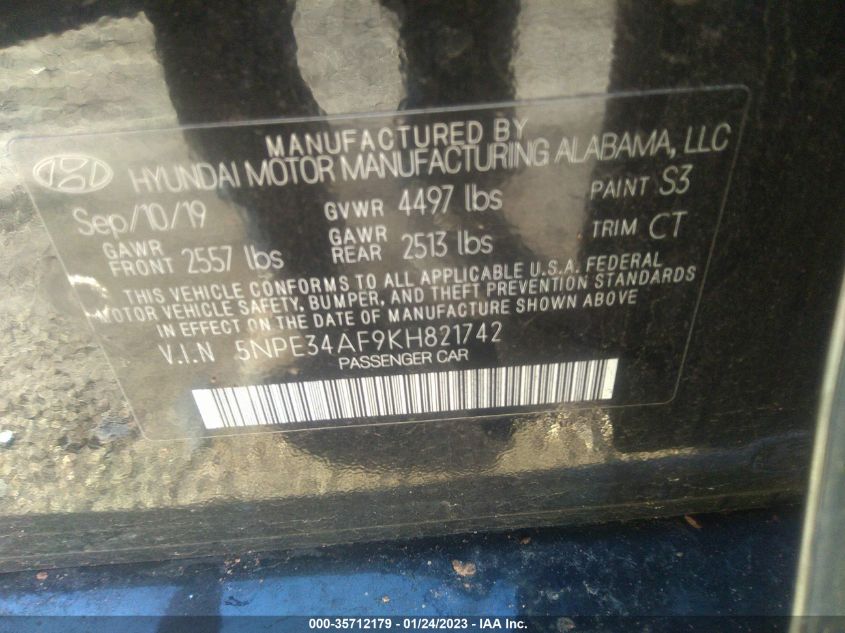 MANUFACTURED BY
HYUNDAI MOTOR MANUFACTURING ALABAMA, LLC
Sep/10/19 GVWR 4497 lbs PAINT S3
GAWR FRONT 2557 lbs GAWR REAR 2513 lbs TRIM CT
THIS VEHICLE CONFORMS TO ALL APPLICABLE U.S.A. FEDERAL
MOTOR VEHICLE SAFETY, BUMPER, AND THEFT PREVENTION STANDARDS
IN EFFECT ON THE DATE OF MANUFACTURE SHOWN ABOVE
V.I.N 5NPE34AF9KH821742
PASSENGER CAR
000-35712179 - 01/24/2023 - IAA Inc.